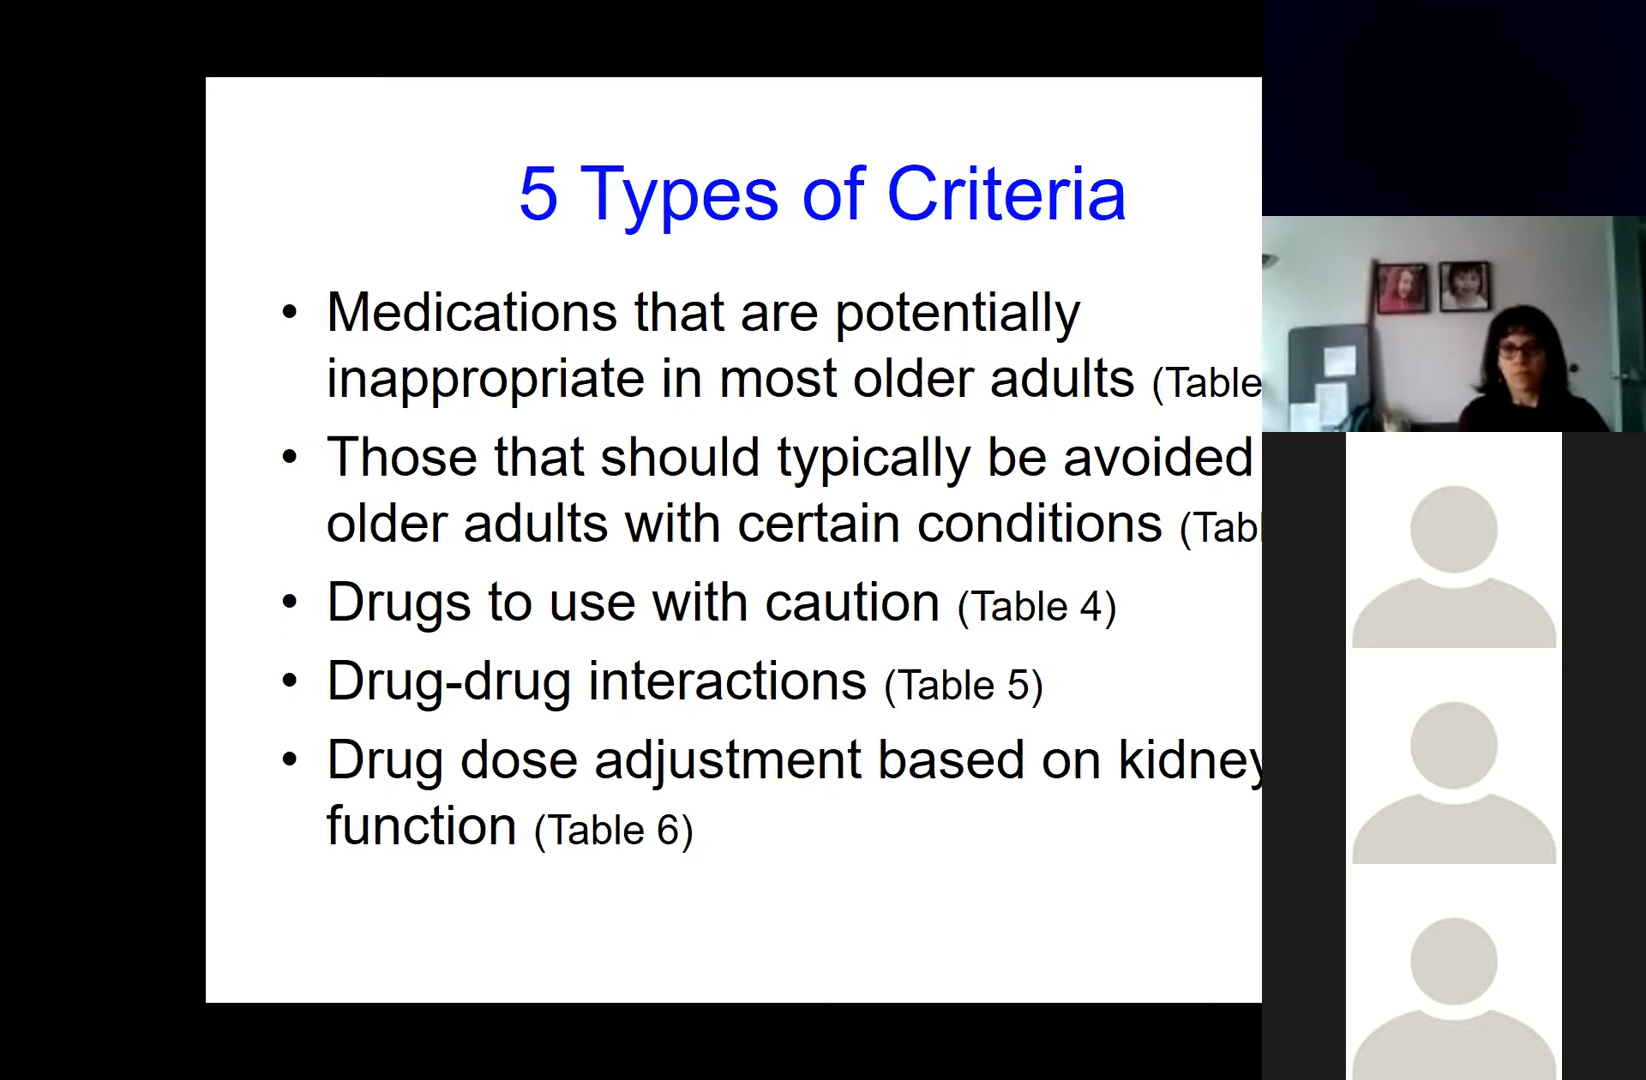 5 Types of Criteria
• Medications that are potentially
inappropriate in most older adults (Table
• Those that should typically be avoided
older adults with certain conditions (Tab
• Drugs to use with caution (Table 4)
• Drug-drug interactions (Table 5)
• Drug dose adjustment based on kidney
function (Table 6)